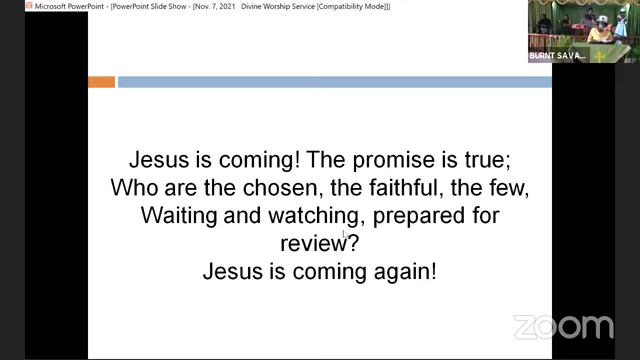 Microsoft PowerPoint - [PowerPoint Slide Show - [Nov. 7, 2021 Divine Worship Service [Compatibility Mode]]]
BURNT SAVA...
Jesus is coming! The promise is true;
Who are the chosen, the faithful, the few,
Waiting and watching, prepared for
review?
Jesus is coming again!
zoom